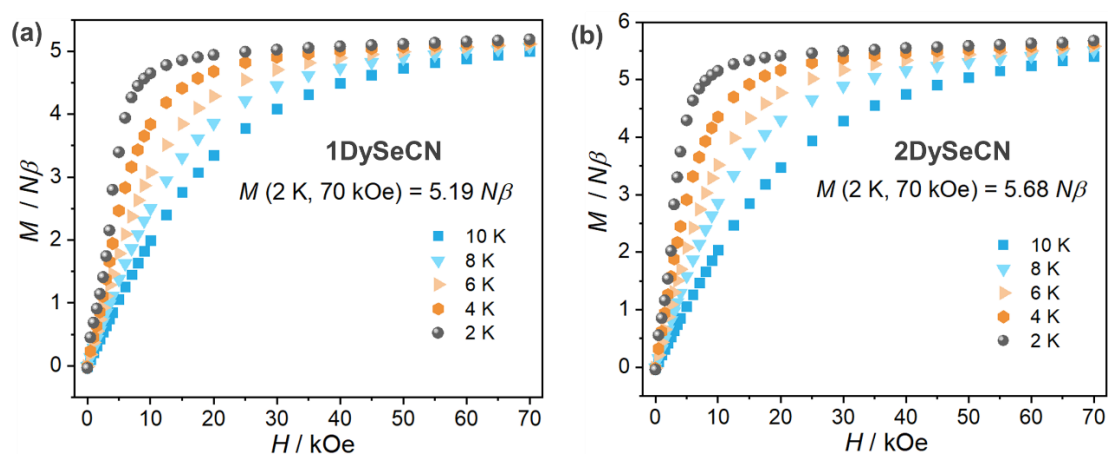 (a)
M / Nβ
5
4
3
2
1
0
1DySeCN
M (2 K, 70 kOe) = 5.19 Nβ
10 K
8 K
6 K
4 K
2 K
0 10 20 30 40 50 60 70
H / kOe
(b)
M / Nβ
6
5
4
3
2
1
0
2DySeCN
M (2 K, 70 kOe) = 5.68 Nβ
10 K
8 K
6 K
4 K
2 K
0 10 20 30 40 50 60 70
H / kOe